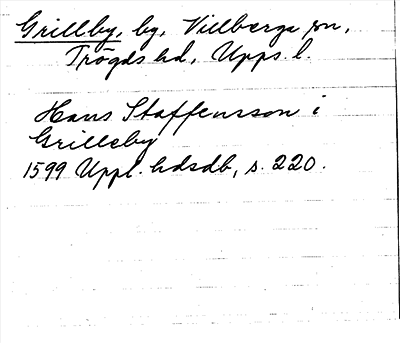 Grillby, by, Villberga sn,
Trögds hd, Upps. l.
Hans Staffensson i
Grilleby
1599 Uppl. hdsdb, s. 220.